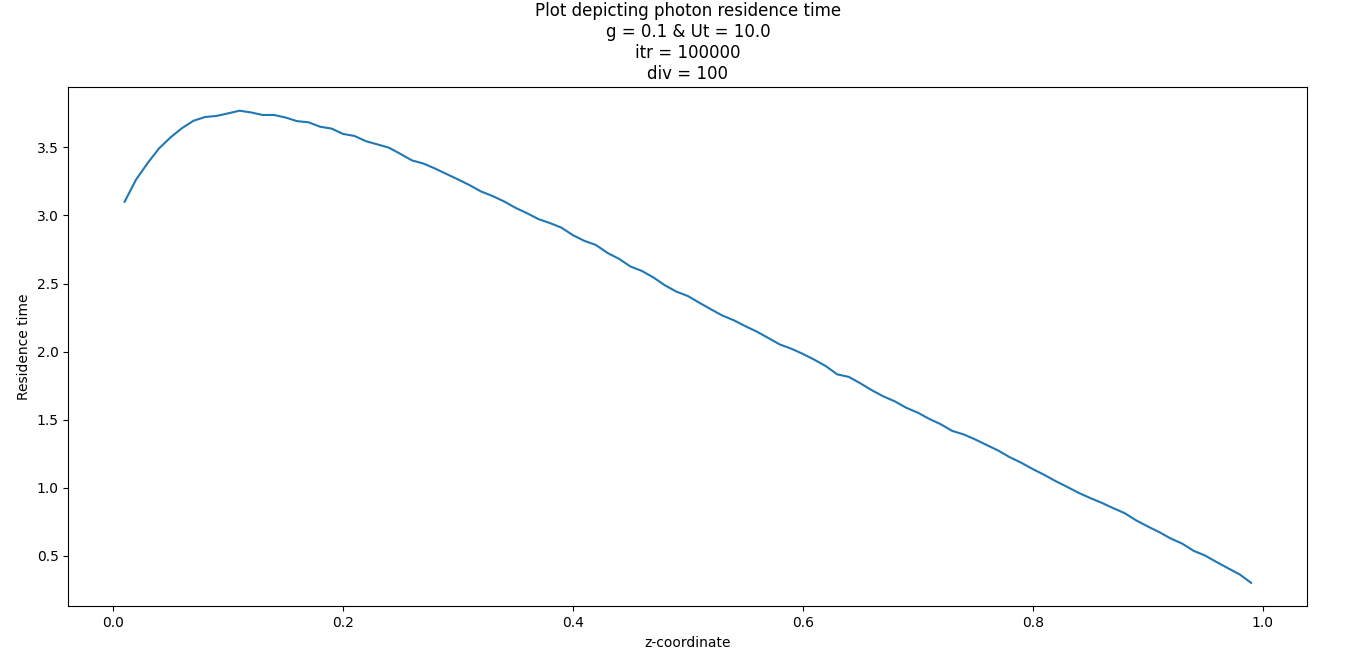 Plot depicting photon residence time
g = 0.1 & Ut = 10.0
itr = 100000
div = 100
3.5
3.0
2.5
2.0
1.5
1.0
0.5
Residence time
0.0 0.2 0.4 0.6 0.8 1.0
z-coordinate